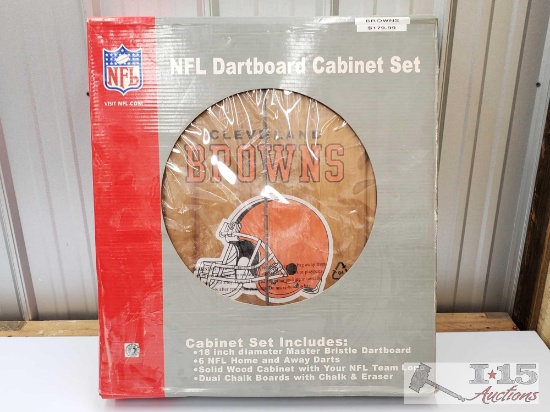 BROWNS
$179.99
NFL
VISIT NFL.COM
NFL Dartboard Cabinet Set
CLEVELAND
BROWNS
Cabinet Set Includes:
•18 inch diameter Master Bristle Dartboard
•6 NFL Home and Away Darts
•Solid Wood Cabinet with Your NFL Team Logo
•Dual Chalk Boards with Chalk & Eraser
I-15
Auctions